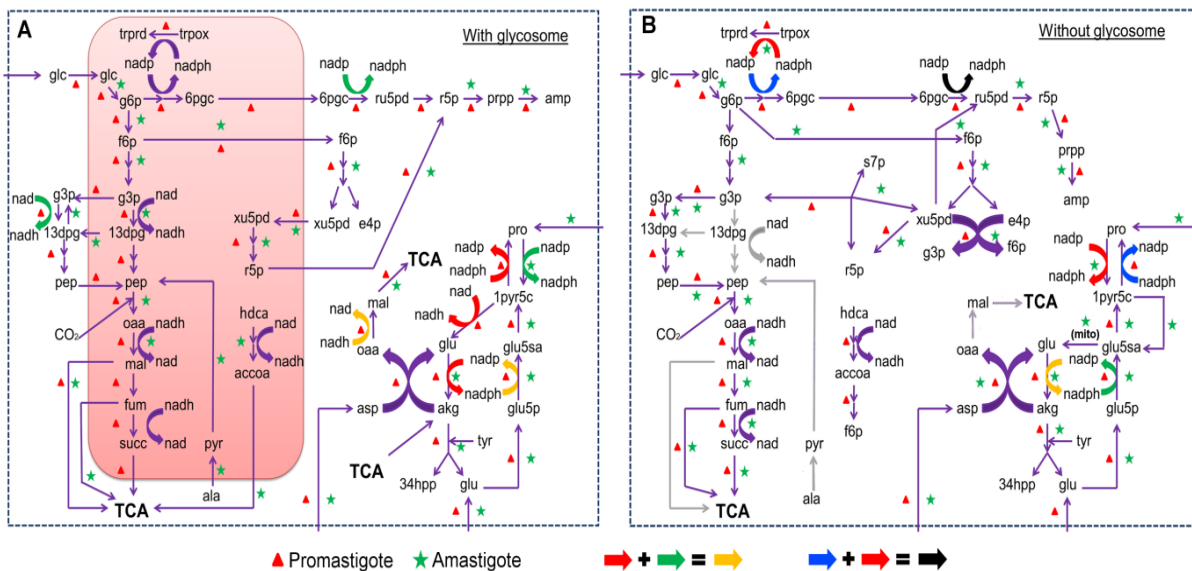 A
With glycosome
trprd trpox
nadp nadph
glc glc
g6p 6pgc 6pgc ru5pd r5p prpp amp
nadp nadph
f6p f6p
g3p g3p
nad nadh
nad nadh
13dpg 13dpg
xu5pd xu5pd e4p
r5p
pep pep
CO2
oaa nadh
mal nad
fum nadh
succ nad
TCA
hdca nad
accoa nadh
pyr
ala
TCA
nad mal
nadh oaa
pro
nadp nadp
nadph nadph
nad 1pyr5c
nadh
glu glu5sa
nadp
nadph
asp akg glu5p
tyr
TCA
34hpp glu
B
Without glycosome
trprd trpox
nadp nadph
glc glc
g6p 6pgc 6pgc ru5pd r5p
nadp nadph
f6p f6p
prpp
amp
s7p
g3p g3p
13dpg 13dpg nad
nadh
xu5pd e4p
g3p f6p
r5p
pep pep
CO2
oaa nadh
mal nad
fum nadh
succ nad
TCA
hdca nad
accoa nadh
f6p
pyr
ala
mal TCA
oaa
pro
nadp nadp
nadph nadph
1pyr5c
(mito)
glu glu5sa
nadp
nadph
asp akg glu5p
tyr
34hpp glu
Promastigote Amastigote + = + =